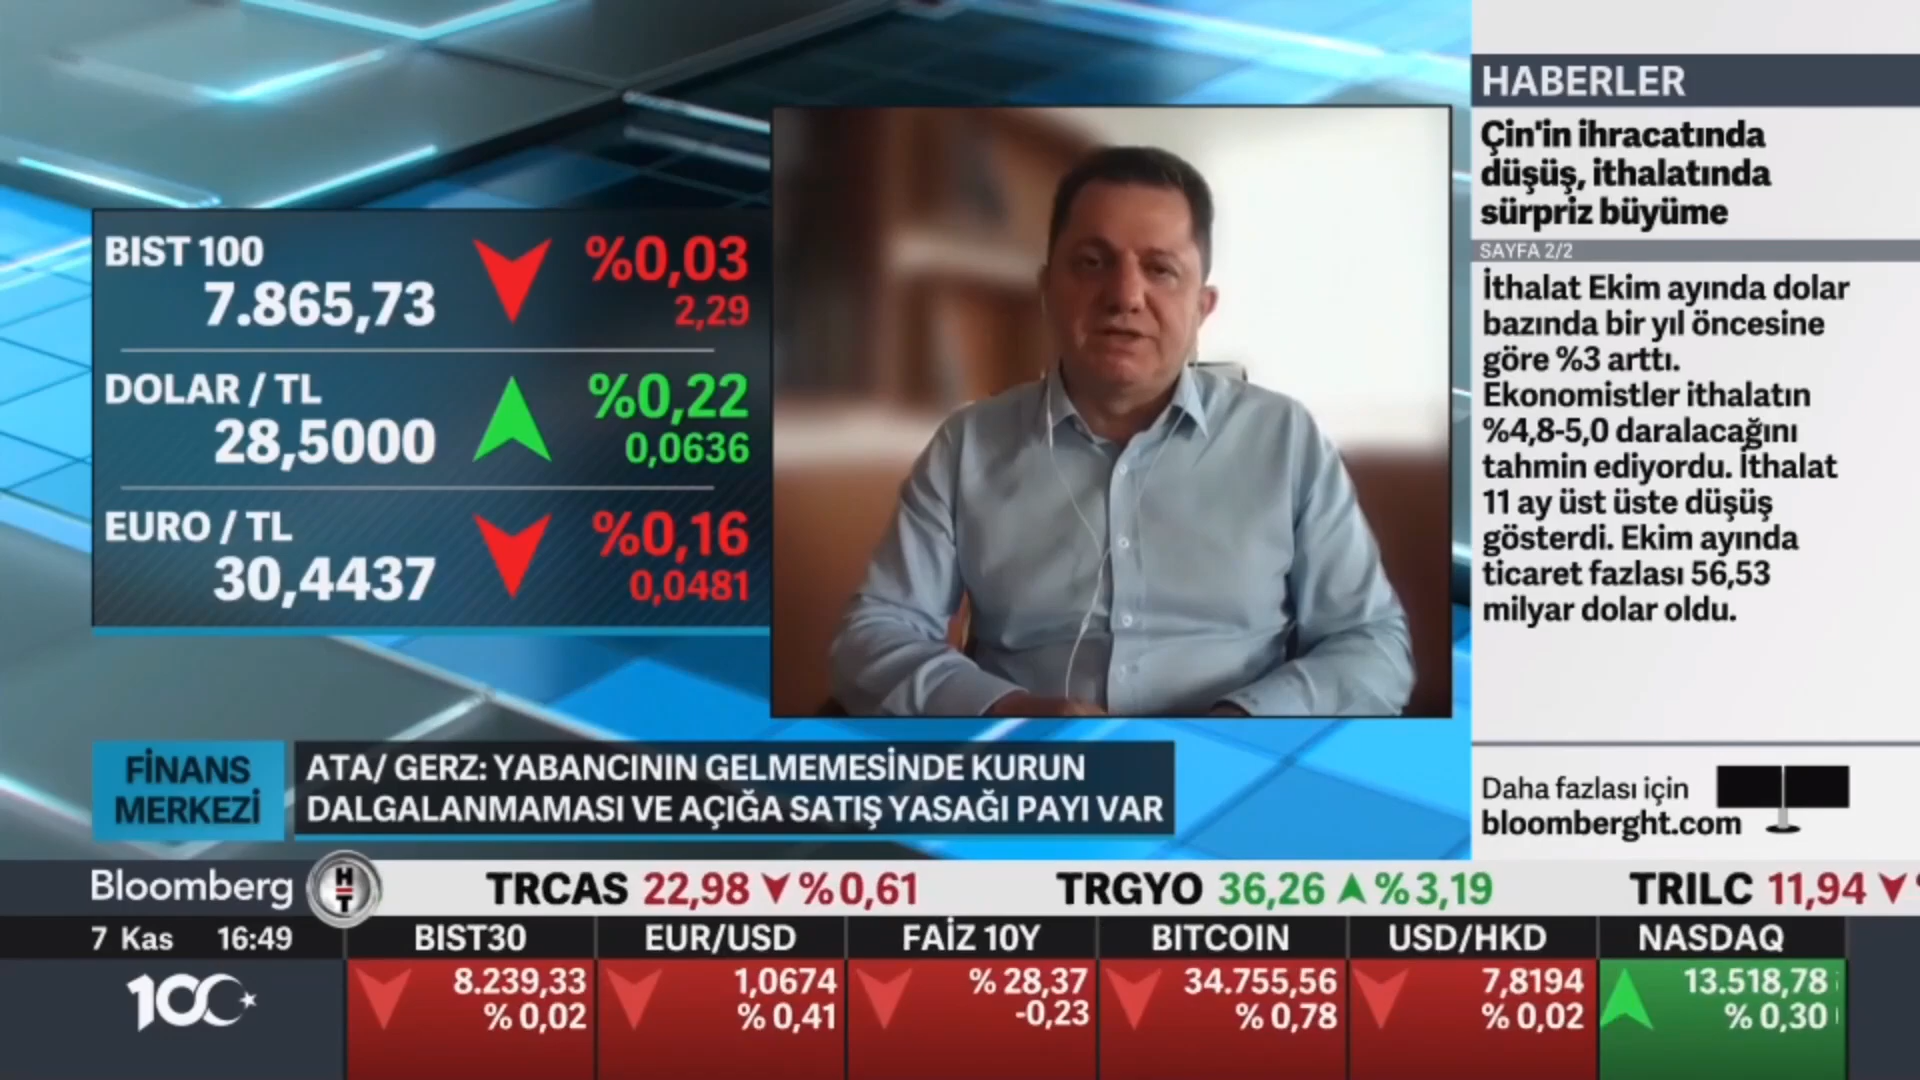 BIST 100
7.865,73
%0,03
2,29
DOLAR / TL
28,5000
%0,22
0,0636
EURO / TL
30,4437
%0,16
0,0481
HABERLER
Çin'in ihracatında
düşüş, ithalatında
sürpriz büyüme
SAYFA 2/2
İthalat Ekim ayında dolar
bazında bir yıl öncesine
göre %3 arttı.
Ekonomistler ithalatın
%4,8-5,0 daralacağını
tahmin ediyordu. İthalat
11 ay üst üste düşüş
gösterdi. Ekim ayında
ticaret fazlası 56,53
milyar dolar oldu.
Daha fazlası için
bloomberght.com
FİNANS
MERKEZİ
ATA/ GERZ: YABANCININ GELMEMESİNDE KURUN
DALGALANMAMASI VE AÇIĞA SATIŞ YASAĞI PAYI VAR
Bloomberg HT
TRCAS 22,98 %0,61 TRGYO 36,26 %3,19 TRILC 11,94
7 Kas 16:49
100
BIST30
8.239,33
% 0,02
EUR/USD
1,0674
% 0,41
FAİZ 10Y
% 28,37
-0,23
BITCOIN
34.755,56
% 0,78
USD/HKD
7,8194
% 0,02
NASDAQ
13.518,78
% 0,30